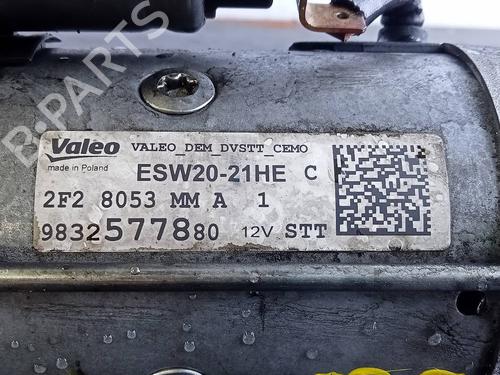 Valeo VALEO_DEM_DVSTT_CEMO
made in Poland
ESW20-21HE C
2F2 8053 MM A 1
9832577880 12V STT
B-PARTS